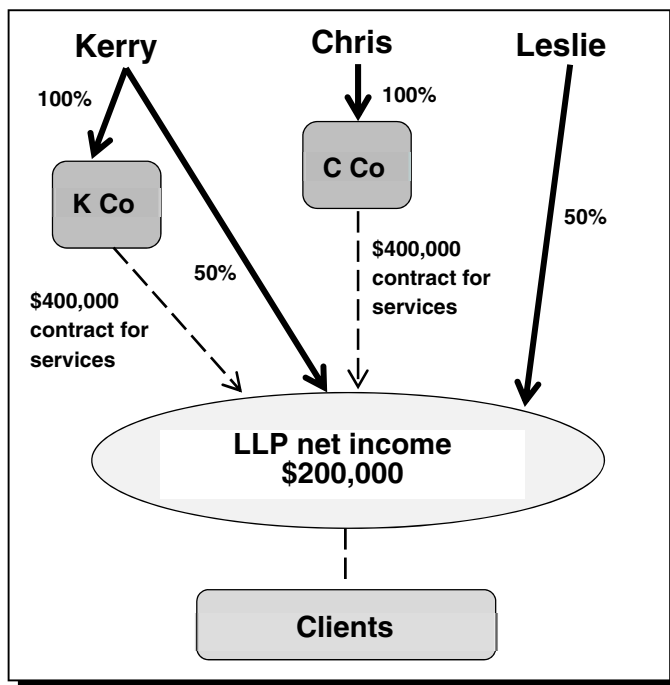 Kerry
Chris
Leslie
100%
100%
K Co
C Co
50%
50%
$400,000
contract for
services
$400,000
contract for
services
LLP net income
$200,000
Clients